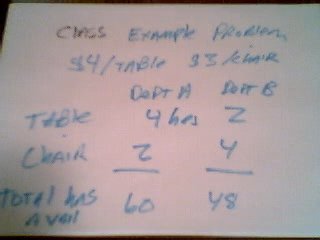 CLASS EXAMPLE PROBLEM
$4/TABLE $3/CHAIR
DEPT A DEPT B
TABLE 4 hrs 2
CHAIR 2 4
TOTAL HRS 60 48
AVAIL